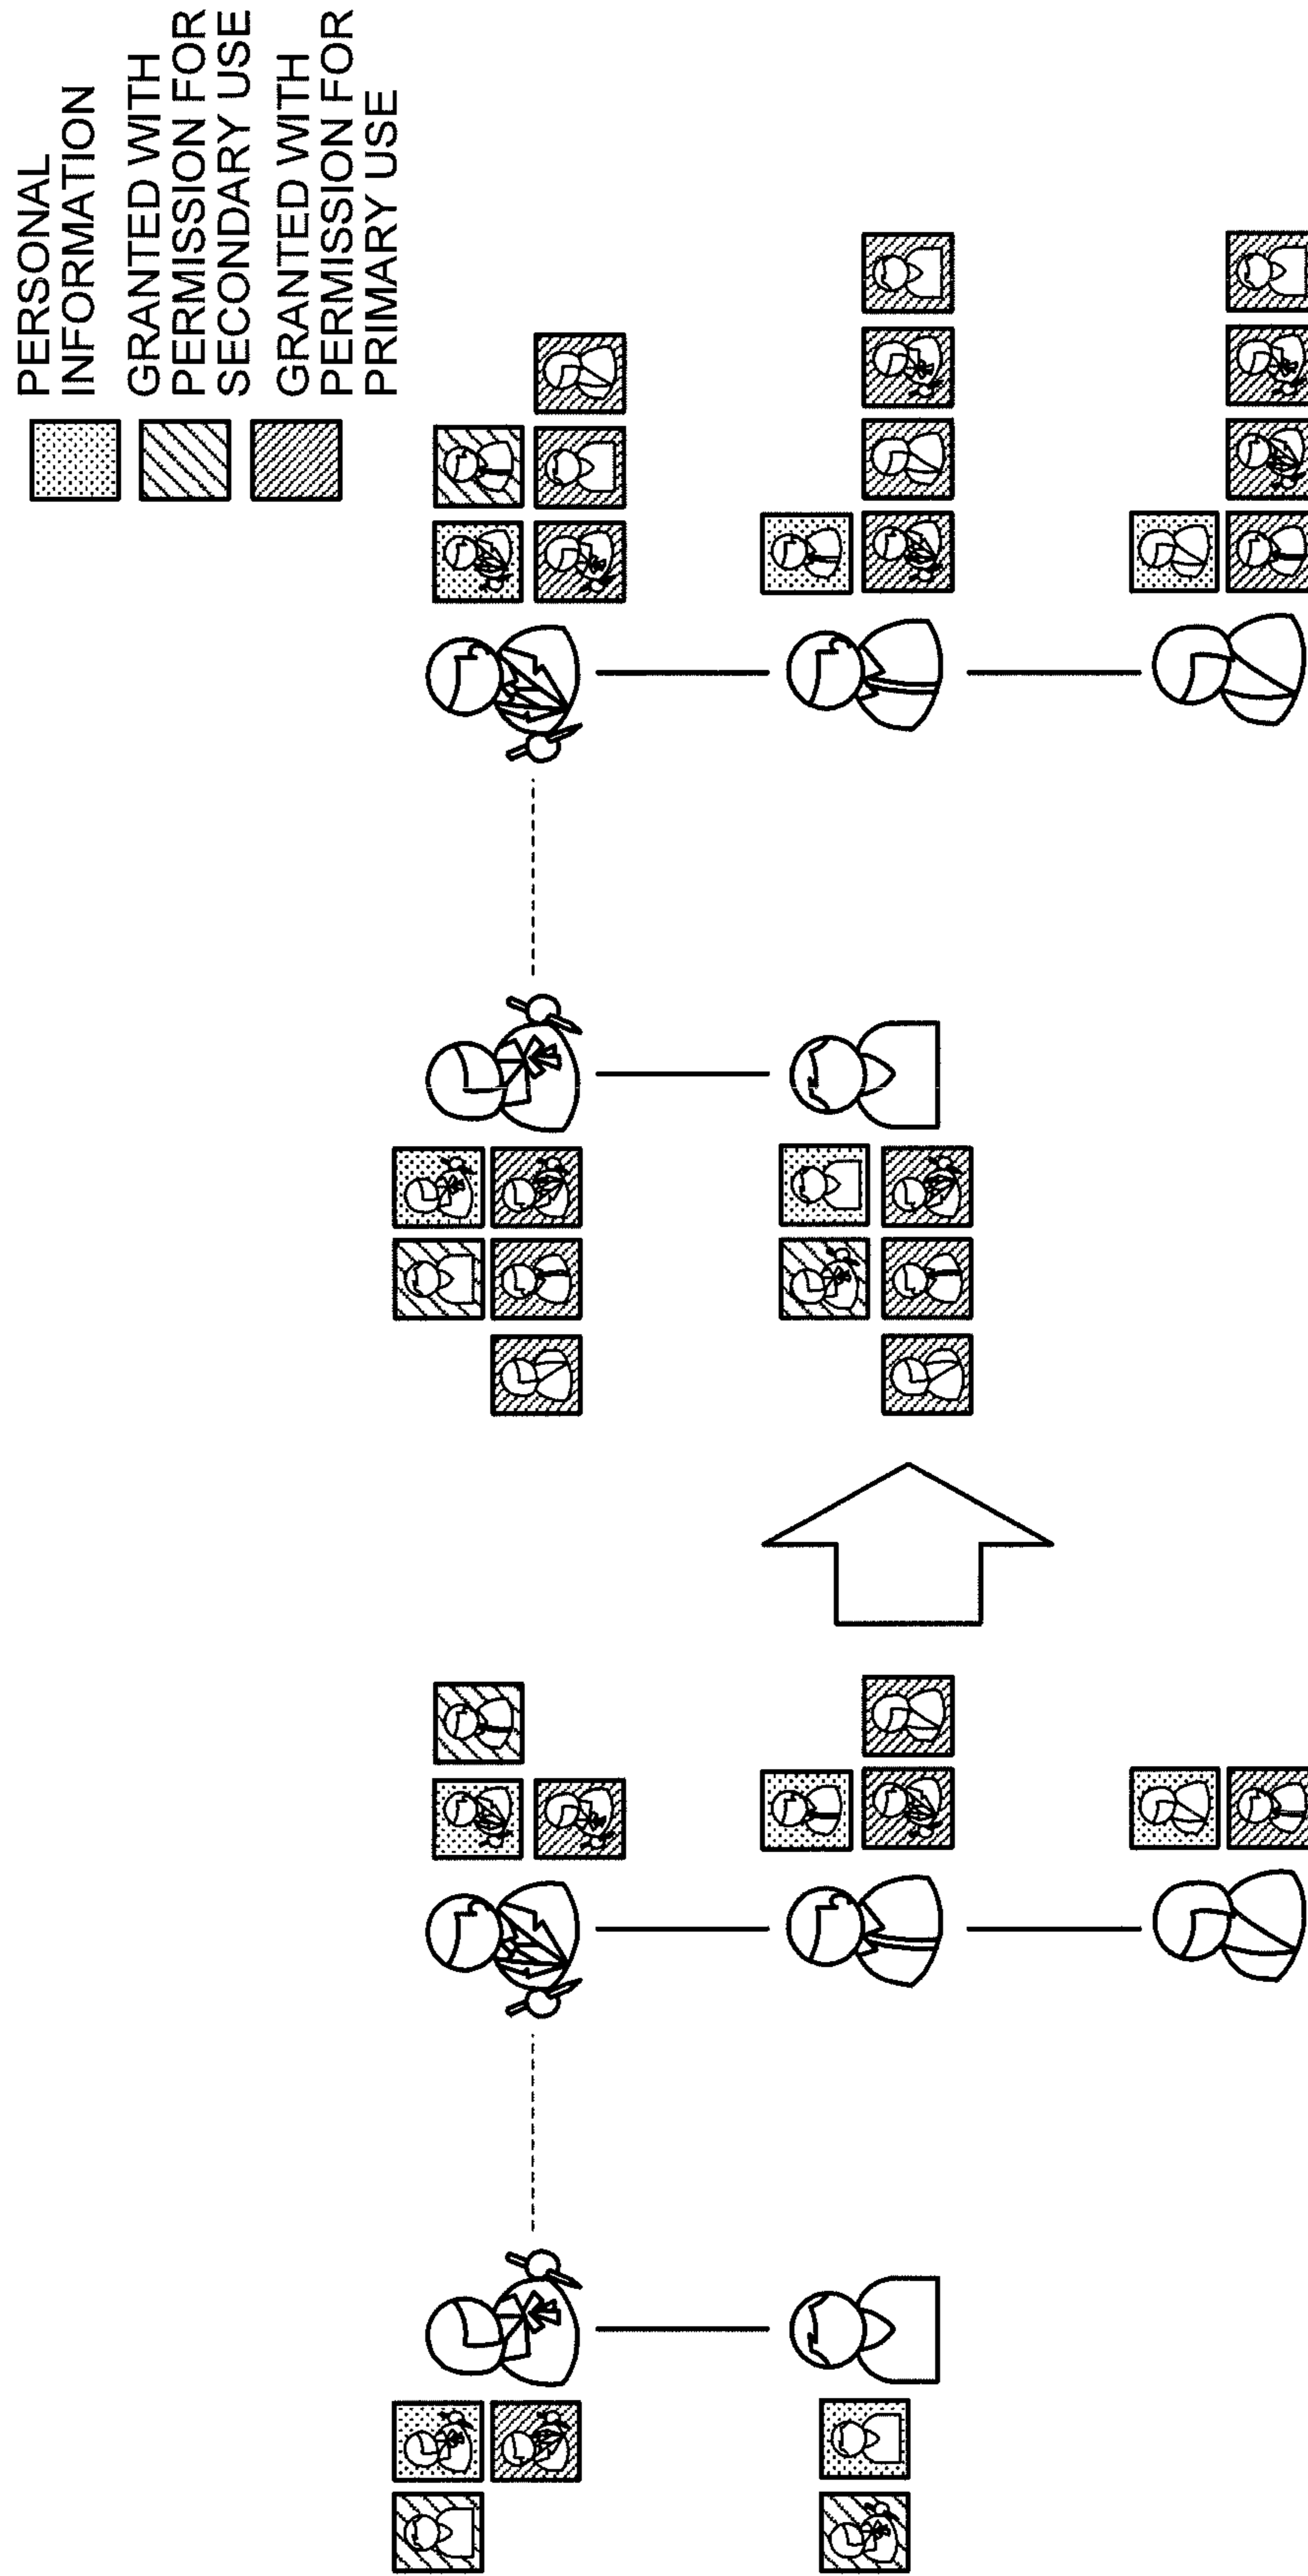 PERSONAL
INFORMATION
GRANTED WITH
PERMISSION FOR
SECONDARY USE
GRANTED WITH
PERMISSION FOR
PRIMARY USE